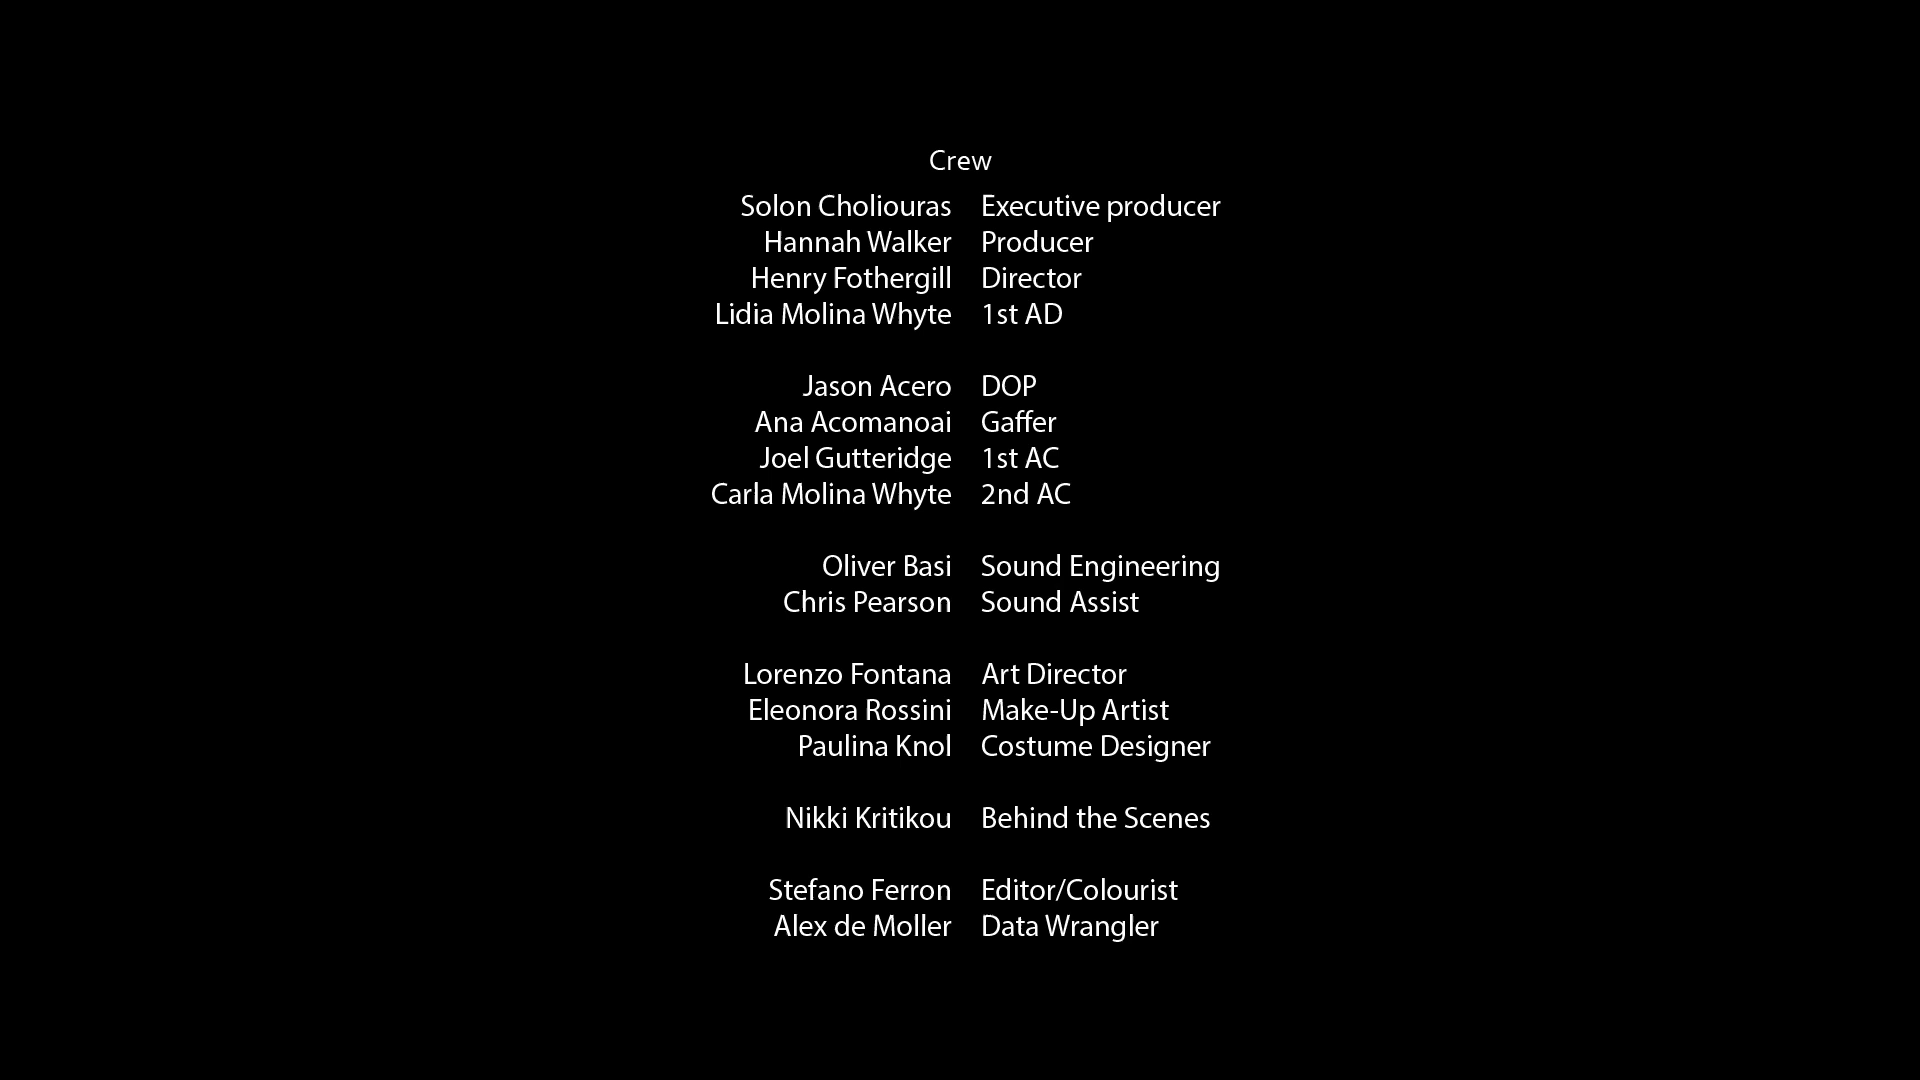 Crew
Solon Choliouras Executive producer
Hannah Walker Producer
Henry Fothergill Director
Lidia Molina Whyte 1st AD
Jason Acero DOP
Ana Acomanoai Gaffer
Joel Gutteridge 1st AC
Carla Molina Whyte 2nd AC
Oliver Basi Sound Engineering
Chris Pearson Sound Assist
Lorenzo Fontana Art Director
Eleonora Rossini Make-Up Artist
Paulina Knol Costume Designer
Nikki Kritikou Behind the Scenes
Stefano Ferron Editor/Colourist
Alex de Moller Data Wrangler